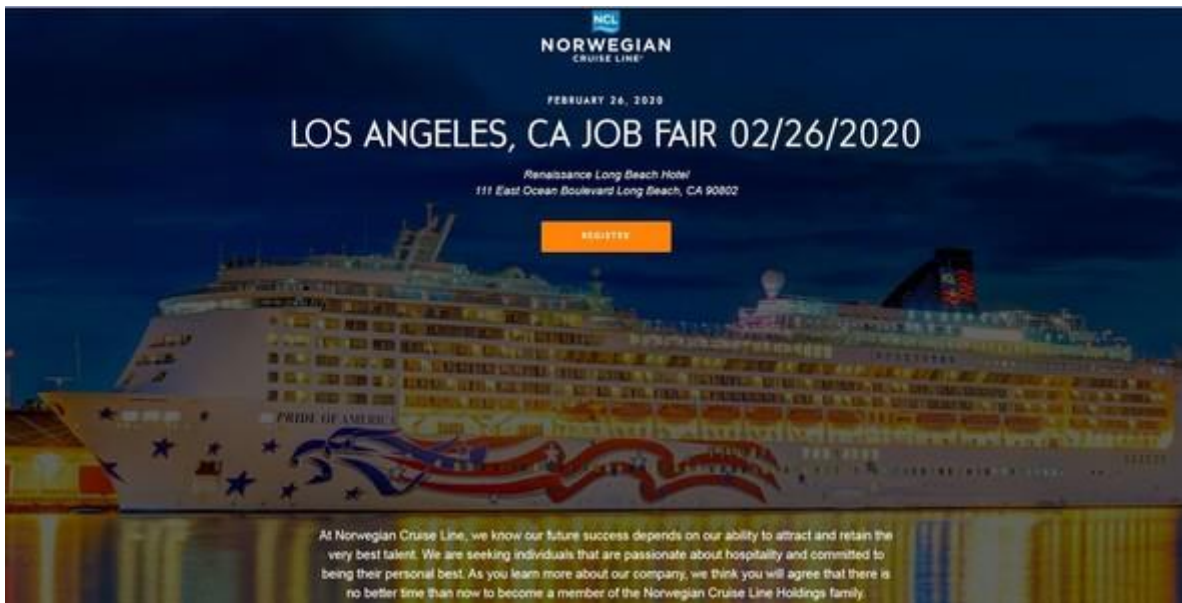 NCL
NORWEGIAN
CRUISE LINE®
FEBRUARY 26, 2020
LOS ANGELES, CA JOB FAIR 02/26/2020
Renaissance Long Beach Hotel
111 East Ocean Boulevard Long Beach, CA 90802
REGISTER
PRIDE OF AMERICA
At Norwegian Cruise Line, we know our future success depends on our ability to attract and retain the
very best talent. We are seeking individuals that are passionate about hospitality and committed to
being their personal best. As you learn more about our company, we think you will agree that there is
no better time than now to become a member of the Norwegian Cruise Line Holdings family.